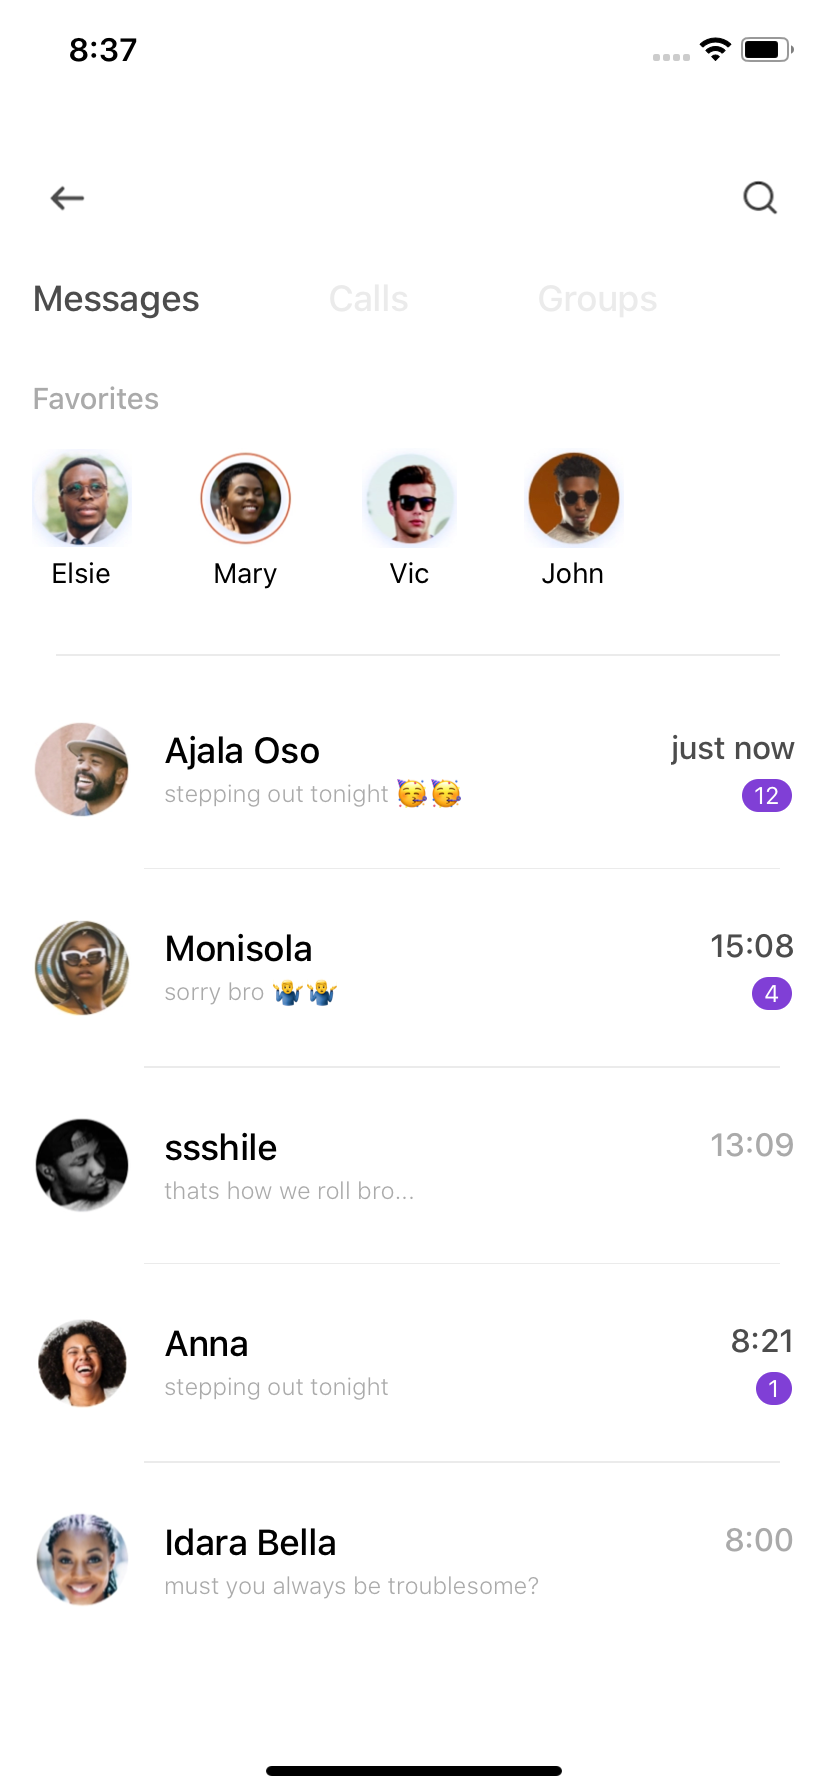 8:37
Messages Calls Groups
Favorites
Elsie Mary Vic John
Ajala Oso just now
stepping out tonight 🥳🥳 12
Monisola 15:08
sorry bro 🤷‍♂️🤷‍♂️ 4
ssshile 13:09
thats how we roll bro...
Anna 8:21
stepping out tonight 1
Idara Bella 8:00
must you always be troublesome?